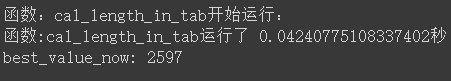 函数：cal_length_in_tab开始运行：
函数:cal_length_in_tab运行了 0.04240775108337402秒
best_value_now: 2597